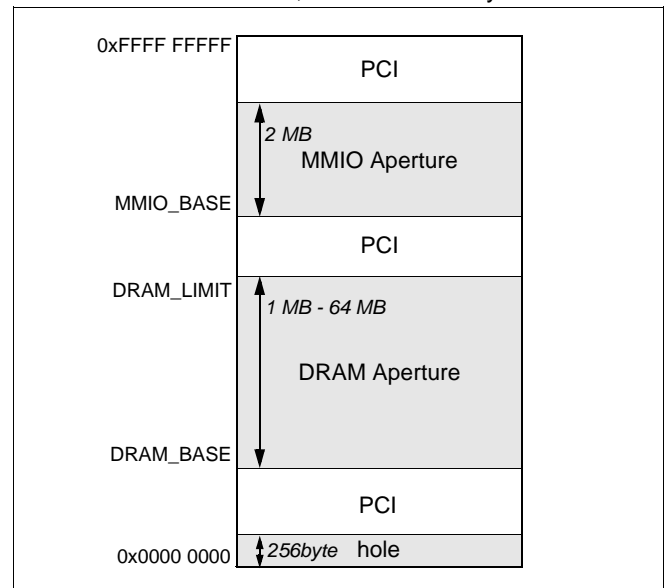 0xFFFF FFFFF
PCI
2 MB
MMIO Aperture
MMIO_BASE
PCI
DRAM_LIMIT
1 MB - 64 MB
DRAM Aperture
DRAM_BASE
PCI
0x0000 0000
256byte hole